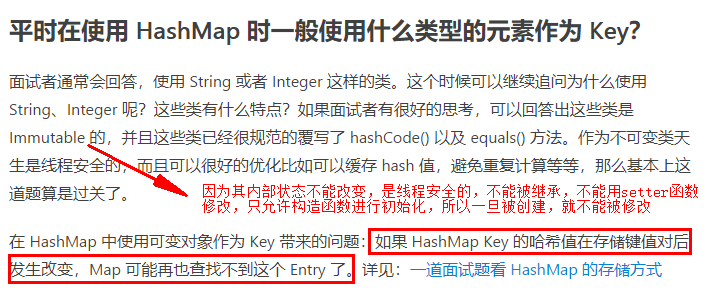 平时在使用 HashMap 时一般使用什么类型的元素作为 Key？
面试者通常会回答，使用 String 或者 Integer 这样的类。这个时候可以继续追问为什么使用
String、Integer 呢？这些类有什么特点？如果面试者有很好的思考，可以回答出这些类是
Immutable 的，并且这些类已经很规范的覆写了 hashCode() 以及 equals() 方法。作为不可变类天
生是线程安全的，而且可以很好的优化比如可以缓存 hash 值，避免重复计算等等，那么基本上这
道题算是过关了。
因为其内部状态不能改变，是线程安全的，不能被继承，不能用setter函数
修改，只允许构造函数进行初始化，所以一旦被创建，就不能被修改
在 HashMap 中使用可变对象作为 Key 带来的问题：如果 HashMap Key 的哈希值在存储键值对后
发生改变，Map 可能再也查找不到这个 Entry 了。详见：一道面试题看 HashMap 的存储方式